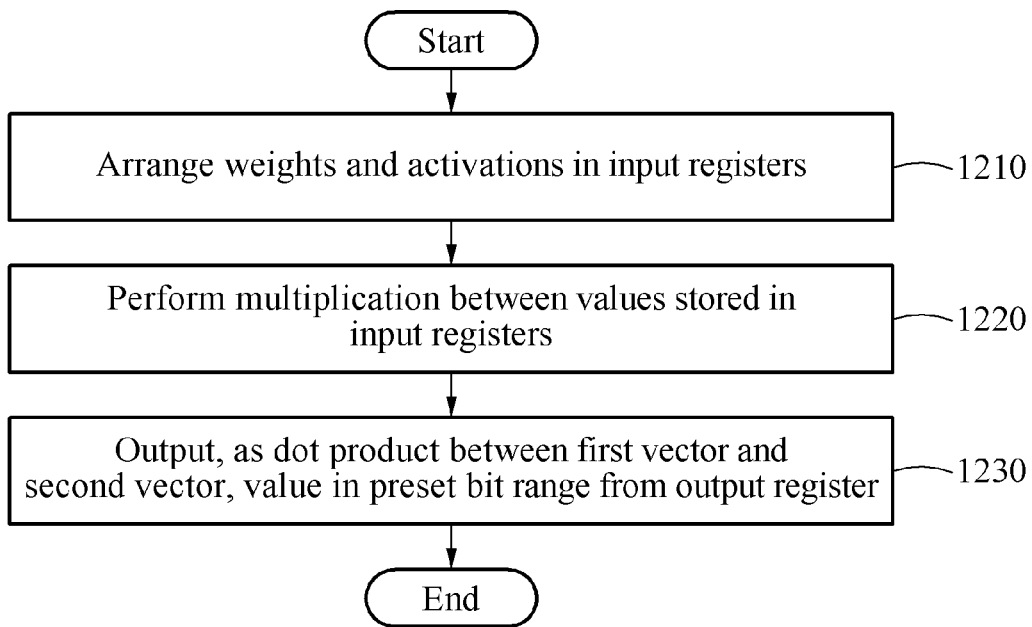 Start
Arrange weights and activations in input registers
1210
Perform multiplication between values stored in
input registers
1220
Output, as dot product between first vector and
second vector, value in preset bit range from output register
1230
End